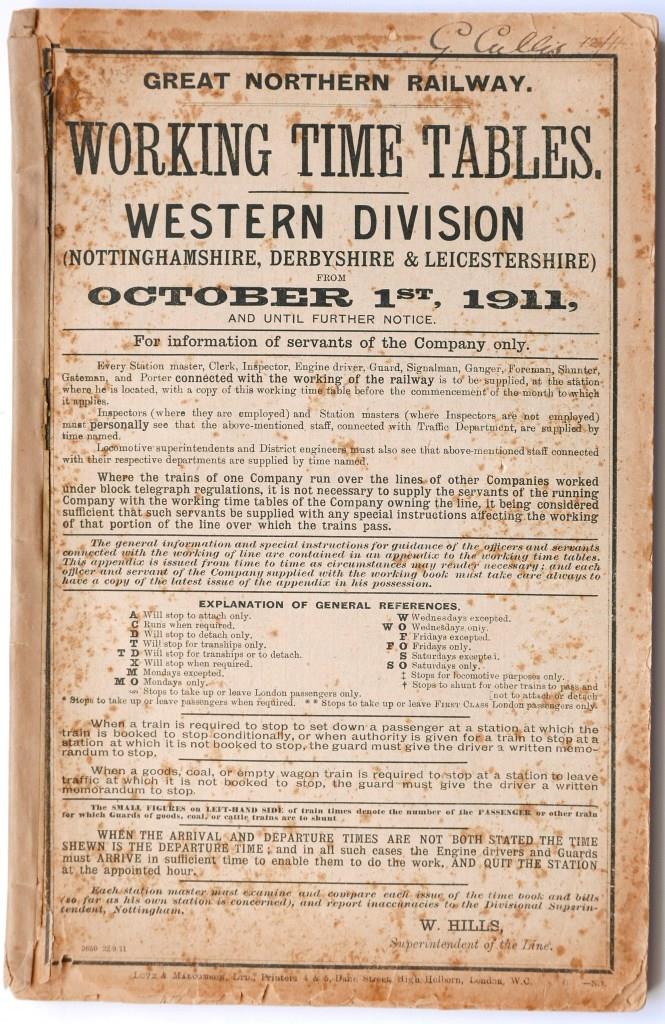 G. Cullis
GREAT NORTHERN RAILWAY.
WORKING TIME TABLES.
WESTERN DIVISION
(NOTTINGHAMSHIRE, DERBYSHIRE & LEICESTERSHIRE)
FROM
OCTOBER 1ST, 1911,
AND UNTIL FURTHER NOTICE.
For information of servants of the Company only.
Every Station master, Clerk, Inspector, Engine driver, Guard, Signalman, Ganger, Foreman, Shunter,
Gateman, and Porter connected with the working of the railway is to be supplied, at the station
where he is located, with a copy of this working time table before the commencement of the month to which
it applies.
Inspectors (where they are employed) and Station masters (where Inspectors are not employed)
must personally see that the above-mentioned staff, connected with Traffic Department, are supplied by
time named.
Locomotive superintendents and District engineers must also see that above-mentioned staff connected
with their respective departments are supplied by time named.
Where the trains of one Company run over the lines of other Companies worked
under block telegraph regulations, it is not necessary to supply the servants of the running
Company with the working time tables of the Company owning the line, it being considered
sufficient that such servants be supplied with any special instructions affecting the working
of that portion of the line over which the trains pass.
The general information and special instructions for guidance of the officers and servants
connected with the working of line are contained in an appendix to the working time tables.
This appendix is issued from time to time as circumstances may render necessary; and each
officer and servant of the Company supplied with the working book must take care always to
have a copy of the latest issue of the appendix in his possession.
EXPLANATION OF GENERAL REFERENCES.
A Will stop to attach only.
C Runs when required.
D Will stop to detach only.
T Will stop for tranships only.
T D Will stop for tranships or to detach.
X Will stop when required.
M Mondays excepted.
M O Mondays only.
∾ Stops to take up or leave London passengers only.
W Wednesdays excepted.
W O Wednesdays only.
F Fridays excepted.
F O Fridays only.
S Saturdays excepted.
S O Saturdays only.
‡ Stops for locomotive purposes only.
† Stops to shunt for other trains to pass and
[not to attach or detach
* Stops to take up or leave passengers when required. ** Stops to take up or leave FIRST CLASS London passengers only.
When a train is required to stop to set down a passenger at a station at which the
train is booked to stop conditionally, or when authority is given for a train to stop at a
station at which it is not booked to stop, the guard must give the driver a written memo-
randum to stop.
When a goods, coal, or empty wagon train is required to stop at a station to leave
traffic at which it is not booked to stop, the guard must give the driver a written
memorandum to stop.
The SMALL FIGURES on LEFT-HAND SIDE of train times denote the number of the PASSENGER or other train
for which Guards of goods, coal, or cattle trains are to shunt.
WHEN THE ARRIVAL AND DEPARTURE TIMES ARE NOT BOTH STATED THE TIME
SHEWN IS THE DEPARTURE TIME; and in all such cases the Engine drivers and Guards
must ARRIVE in sufficient time to enable them to do the work, AND QUIT THE STATION
at the appointed hour.
Each station master must examine and compare each issue of the time book and bills
(so far as his own station is concerned), and report inaccuracies to the Divisional Superin-
tendent, Nottingham.
W. HILLS,
Superintendent of the Line.
22 9 11
& MALCOMSON, LTD., Printers 4 & 5, Dane Street, High Holborn, London, W.C.